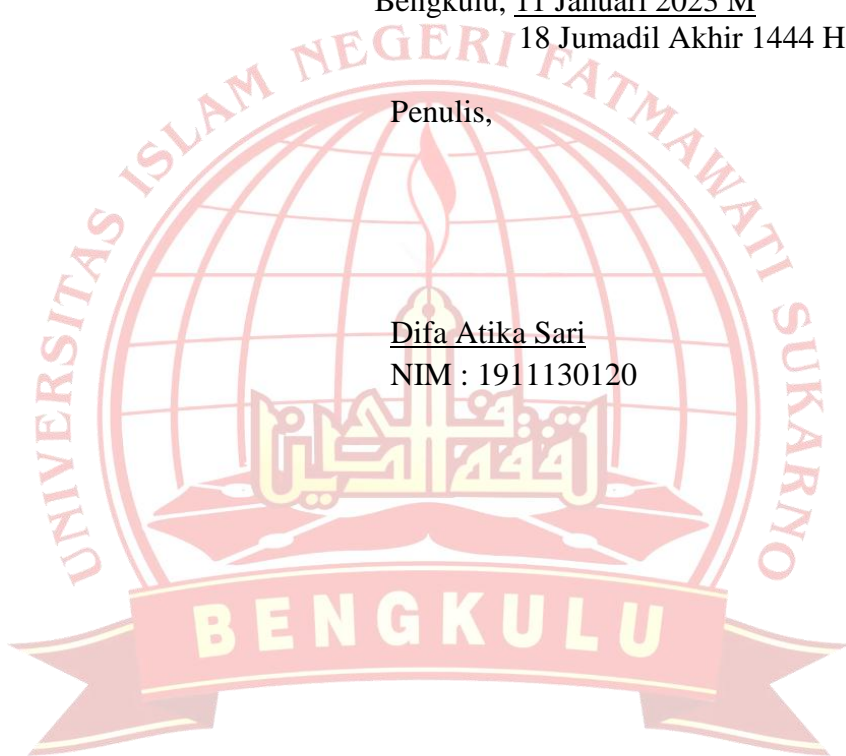 Bengkulu, 11 Januari 2023 M
18 Jumadil Akhir 1444 H
Penulis,
Difa Atika Sari
NIM : 1911130120
UNIVERSITAS ISLAM NEGERI FATMAWATI SUKARNO
BENGKULU